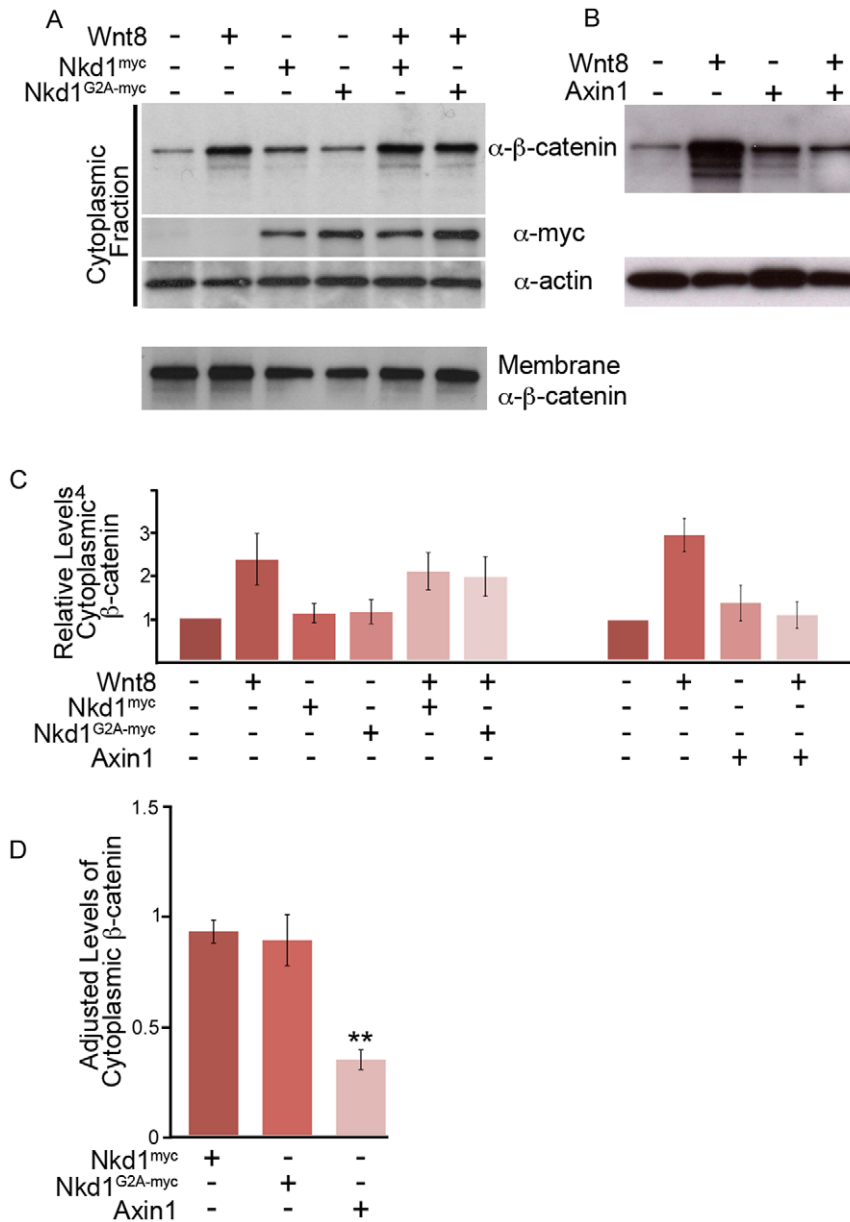 A
Wnt8 - + - - + +
Nkd1myc - - + - + -
Nkd1G2A-myc - - - + - +
Cytoplasmic
Fraction
α-β-catenin
α-myc
α-actin
Membrane
α-β-catenin
B
Wnt8 - + - +
Axin1 - - + +
C
Relative Levels
Cytoplasmic
β-catenin
4
3
2
1
Wnt8 - + - - + + - + - +
Nkd1myc - - + - + - - - - -
Nkd1G2A-myc - - - + - + - - - -
Axin1 - - - - - - - - + +
D
Adjusted Levels of
Cytoplasmic β-catenin
1.5
1
0.5
0
**
Nkd1myc + - -
Nkd1G2A-myc - + -
Axin1 - - +